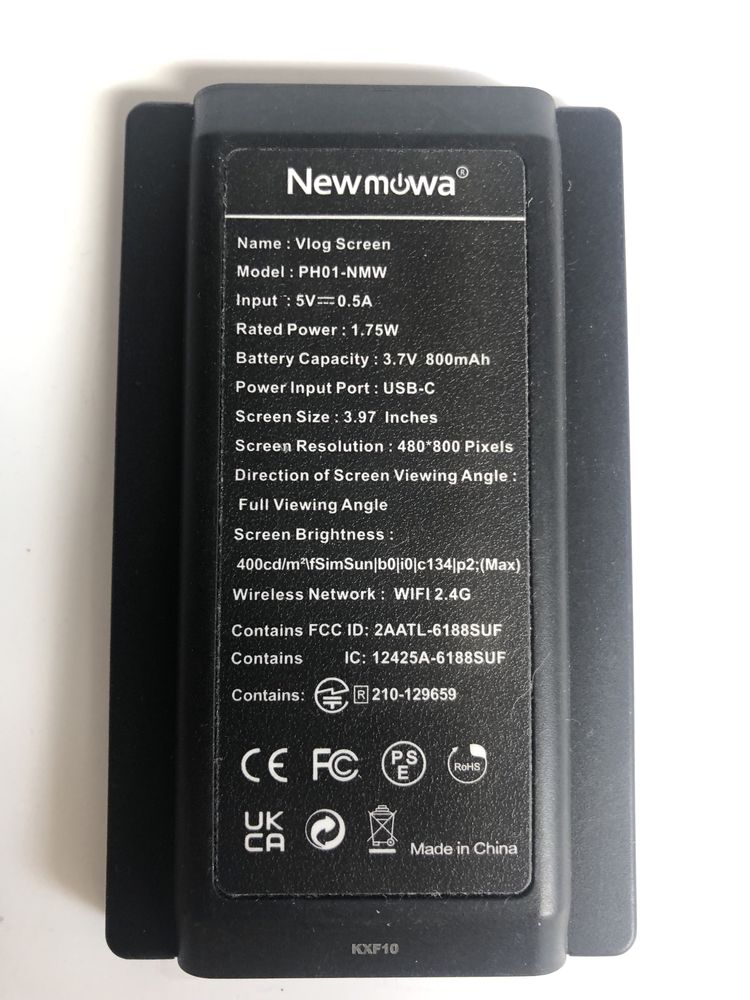 Newmowa®
Name : Vlog Screen
Model : PH01-NMW
Input : 5V⎓0.5A
Rated Power : 1.75W
Battery Capacity : 3.7V 800mAh
Power Input Port : USB-C
Screen Size : 3.97 Inches
Screen Resolution : 480*800 Pixels
Direction of Screen Viewing Angle :
Full Viewing Angle
Screen Brightness :
400cd/m²\fSimSun|b0|i0|c134|p2;(Max)
Wireless Network : WIFI 2.4G
Contains FCC ID: 2AATL-6188SUF
Contains IC: 12425A-6188SUF
Contains: R 210-129659
CE FC PSE RoHS
UK
CA
Made in China
KXF10